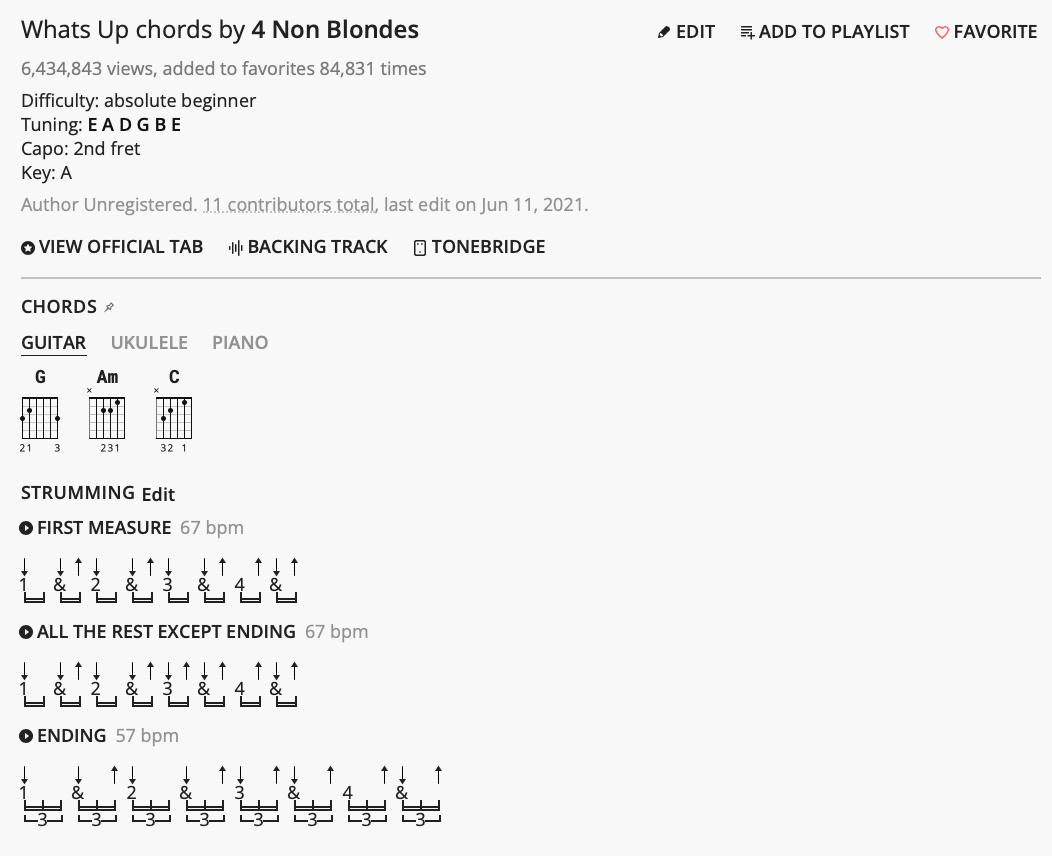 Whats Up chords by 4 Non Blondes
EDIT ADD TO PLAYLIST FAVORITE
6,434,843 views, added to favorites 84,831 times
Difficulty: absolute beginner
Tuning: E A D G B E
Capo: 2nd fret
Key: A
Author Unregistered. 11 contributors total, last edit on Jun 11, 2021.
VIEW OFFICIAL TAB BACKING TRACK TONEBRIDGE
CHORDS
GUITAR UKULELE PIANO
G Am C
× ×
21 3 231 32 1
STRUMMING Edit
FIRST MEASURE 67 bpm
1 & 2 & 3 & 4 &
ALL THE REST EXCEPT ENDING 67 bpm
1 & 2 & 3 & 4 &
ENDING 57 bpm
1 & 2 & 3 & 4 &
3 3 3 3 3 3 3 3